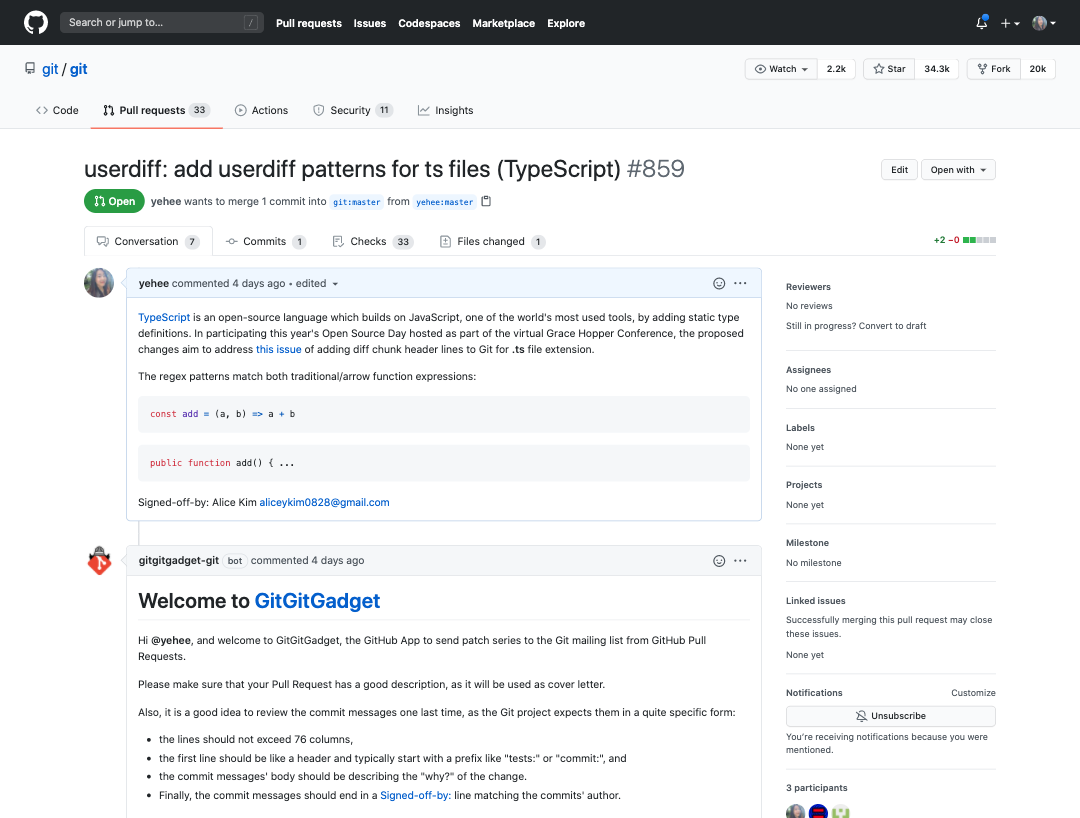 Search or jump to... /
Pull requests Issues Codespaces Marketplace Explore
git / git
Watch 2.2k Star 34.3k Fork 20k
Code Pull requests 33 Actions Security 11 Insights
userdiff: add userdiff patterns for ts files (TypeScript) #859
Edit Open with
Open yehee wants to merge 1 commit into git:master from yehee:master
Conversation 7 Commits 1 Checks 33 Files changed 1
+2 −0
yehee commented 4 days ago • edited
TypeScript is an open-source language which builds on JavaScript, one of the world's most used tools, by adding static type
definitions. In participating this year's Open Source Day hosted as part of the virtual Grace Hopper Conference, the proposed
changes aim to address this issue of adding diff chunk header lines to Git for .ts file extension.
The regex patterns match both traditional/arrow function expressions:
const add = (a, b) => a + b
public function add() { ...
Signed-off-by: Alice Kim aliceykim0828@gmail.com
gitgitgadget-git bot commented 4 days ago
Welcome to GitGitGadget
Hi @yehee, and welcome to GitGitGadget, the GitHub App to send patch series to the Git mailing list from GitHub Pull
Requests.
Please make sure that your Pull Request has a good description, as it will be used as cover letter.
Also, it is a good idea to review the commit messages one last time, as the Git project expects them in a quite specific form:
• the lines should not exceed 76 columns,
• the first line should be like a header and typically start with a prefix like "tests:" or "commit:", and
• the commit messages' body should be describing the "why?" of the change.
• Finally, the commit messages should end in a Signed-off-by: line matching the commits' author.
Reviewers
No reviews
Still in progress? Convert to draft
Assignees
No one assigned
Labels
None yet
Projects
None yet
Milestone
No milestone
Linked issues
Successfully merging this pull request may close
these issues.
None yet
Notifications Customize
Unsubscribe
You're receiving notifications because you were
mentioned.
3 participants